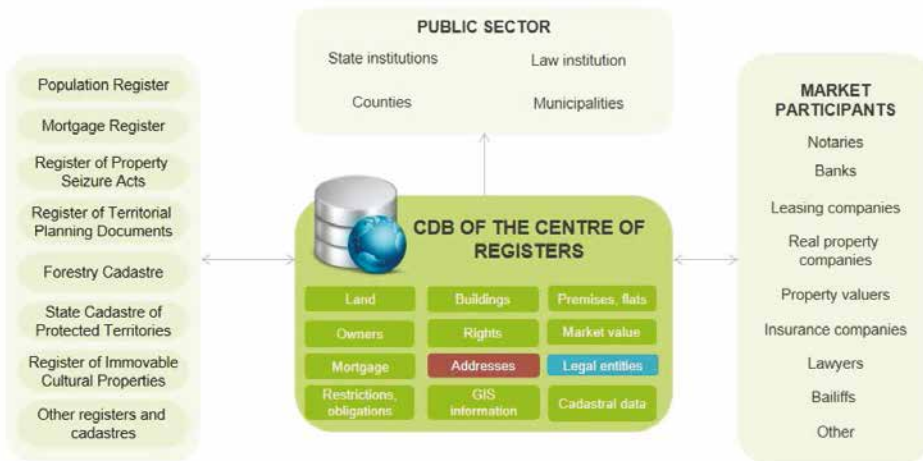 PUBLIC SECTOR
State institutions
Law institution
Counties
Municipalities
Population Register
Mortgage Register
Register of Property
Seizure Acts
Register of Territorial
Planning Documents
Forestry Cadastre
State Cadastre of
Protected Territories
Register of Immovable
Cultural Properties
Other registers and
cadastres
CDB OF THE CENTRE OF
REGISTERS
Land
Buildings
Premises, flats
Owners
Rights
Market value
Mortgage
Addresses
Legal entities
Restrictions,
obligations
GIS
information
Cadastral data
MARKET
PARTICIPANTS
Notaries
Banks
Leasing companies
Real property
companies
Property valuers
Insurance companies
Lawyers
Bailiffs
Other